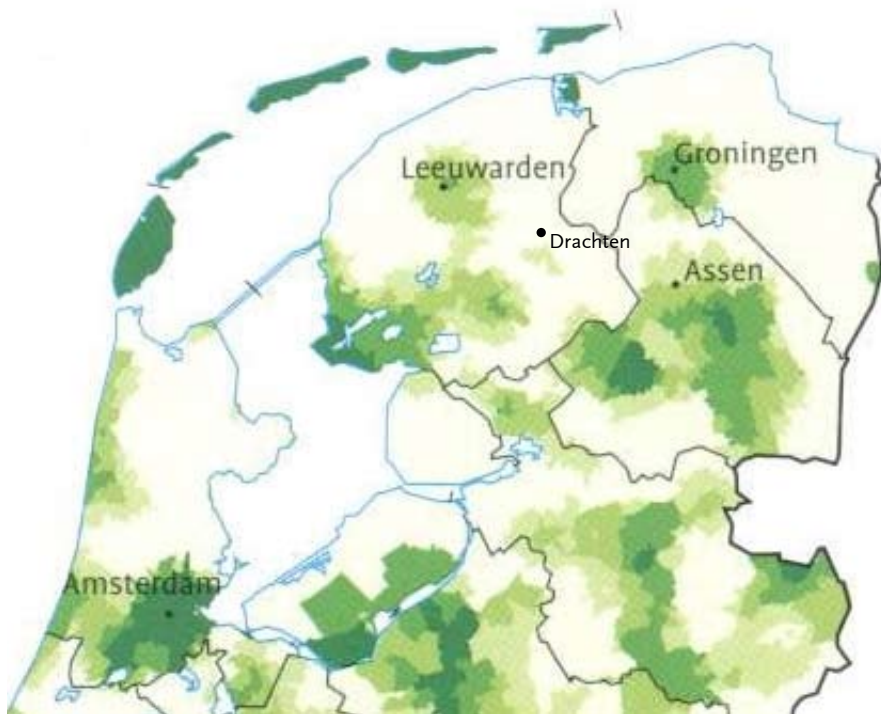 Groningen
Leeuwarden
Drachten
Assen
Amsterdam